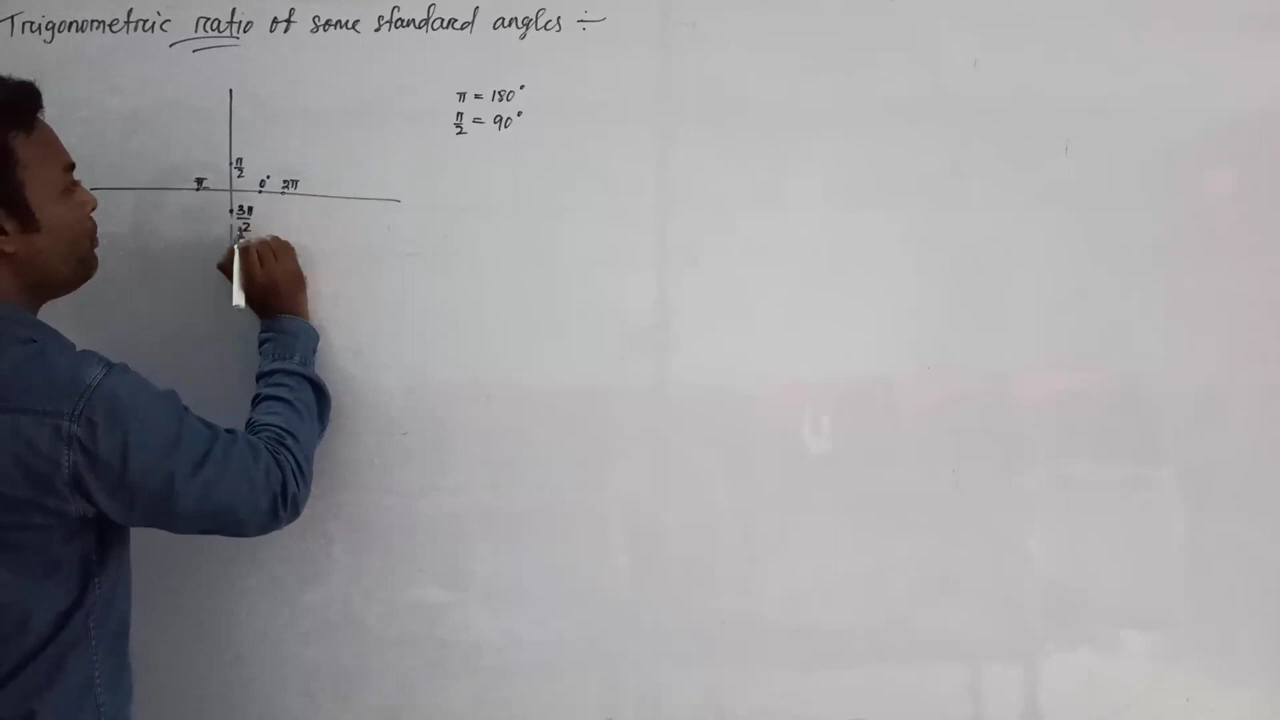 Trigonometric ratio of some standard angles ÷
π = 180°
π/2 = 90°
π/2
π 0° 2π
3π/2